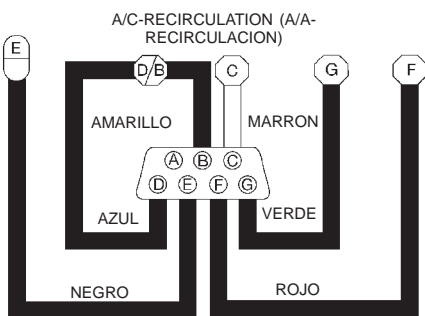 A/C-RECIRCULATION (A/A-
RECIRCULACION)
E
D/B
C
G
F
AMARILLO
MARRON
A B C
D E F G
AZUL
VERDE
NEGRO
ROJO